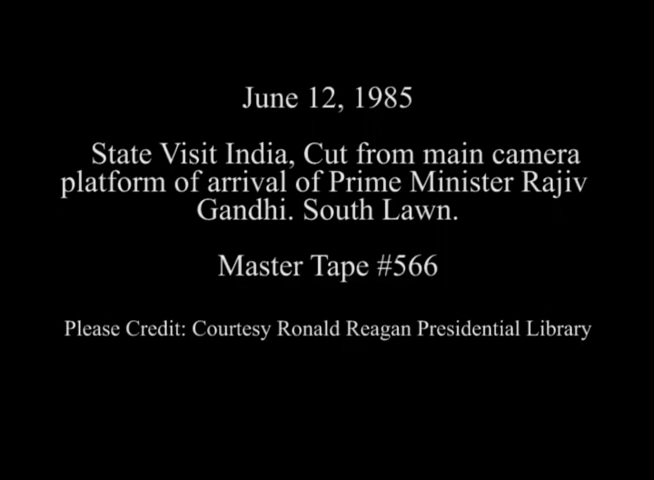 June 12, 1985
State Visit India, Cut from main camera
platform of arrival of Prime Minister Rajiv
Gandhi. South Lawn.
Master Tape #566
Please Credit: Courtesy Ronald Reagan Presidential Library